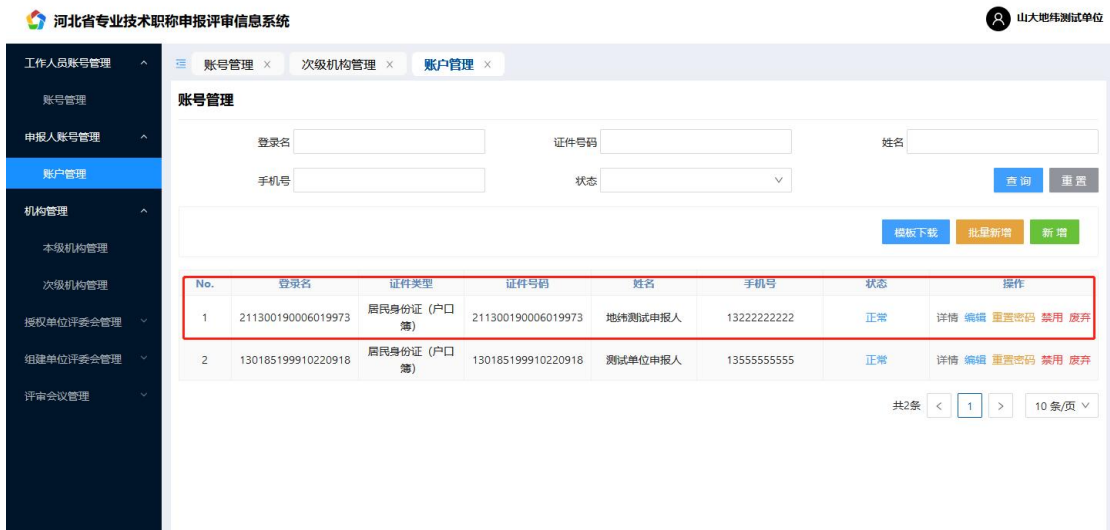 河北省专业技术职称申报评审信息系统
山大地纬测试单位
工作人员账号管理
账号管理
申报人账号管理
账户管理
机构管理
本级机构管理
次级机构管理
授权单位评委会管理
组建单位评委会管理
评审会议管理
账号管理 × 次级机构管理 × 账户管理 ×
账号管理
登录名 证件号码 姓名
手机号 状态 查询 重置
模板下载 批量新增 新增
No. 登录名 证件类型 证件号码 姓名 手机号 状态 操作
1 211300190006019973 居民身份证（户口簿） 211300190006019973 地纬测试申报人 13222222222 正常 详情 编辑 重置密码 禁用 废弃
2 130185199910220918 居民身份证（户口簿） 130185199910220918 测试单位申报人 13555555555 正常 详情 编辑 重置密码 禁用 废弃
共2条 < 1 > 10 条/页